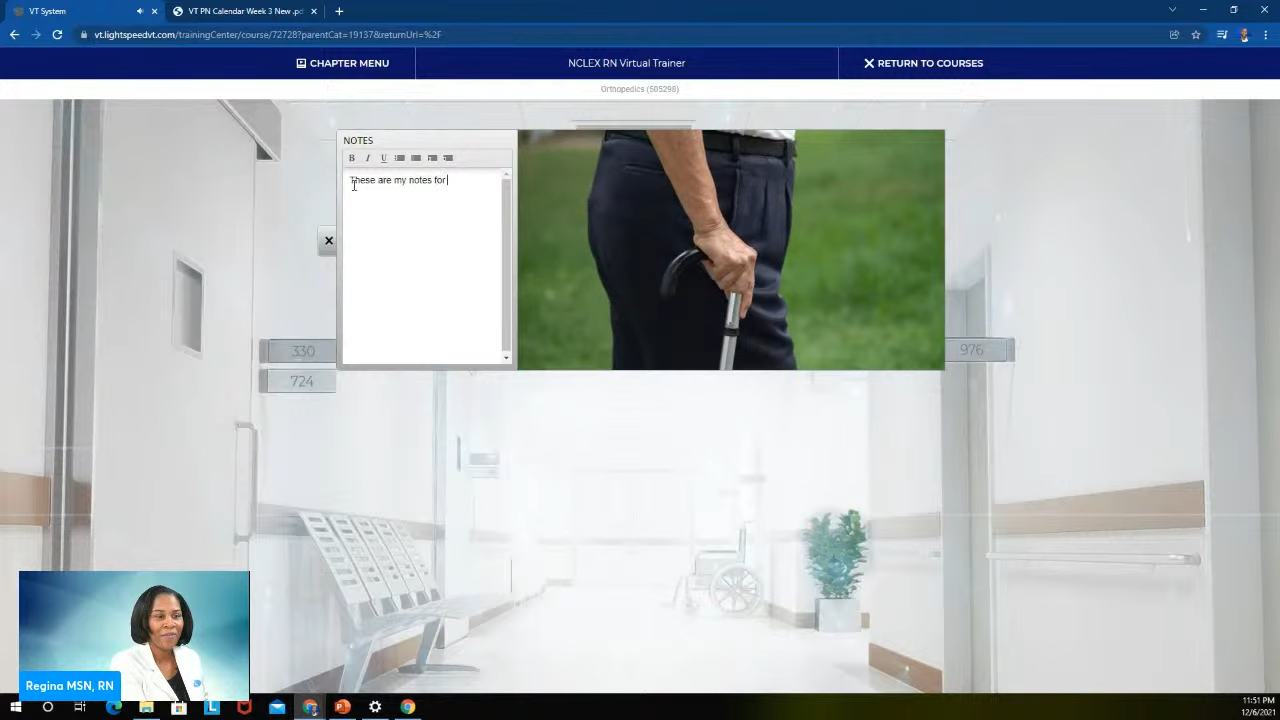 VT System
VT PN Calendar Week 3 New .pd
vt.lightspeedvt.com/trainingCenter/course/72728?parentCat=19137&returnUrl=%2F
CHAPTER MENU
NCLEX RN Virtual Trainer
RETURN TO COURSES
Orthopedics (505298)
NOTES
B I U
These are my notes for
330
724
976
Regina MSN, RN
11:51 PM
12/6/2021